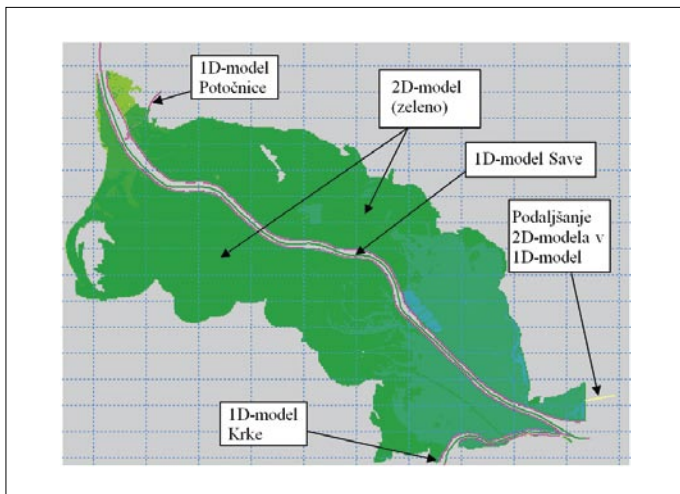 1D-model
Potočnice
2D-model
(zeleno)
1D-model Save
Podaljšanje
2D-modela v
1D-model
1D-model
Krke